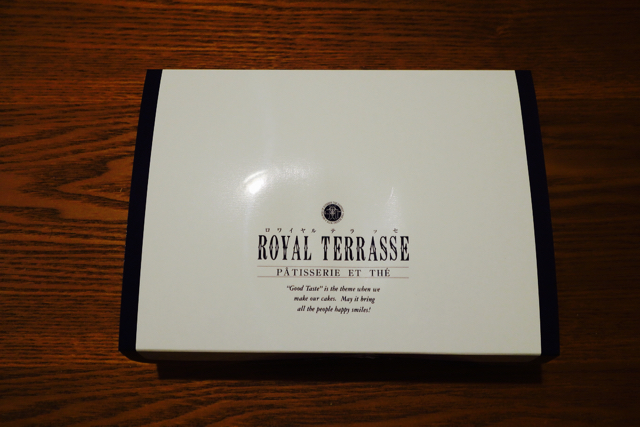 ロワイヤル テラッセ
ROYAL TERRASSE
PÂTISSERIE ET THÉ
"Good Taste" is the theme when we
make our cakes. May it bring
all the people happy smiles!